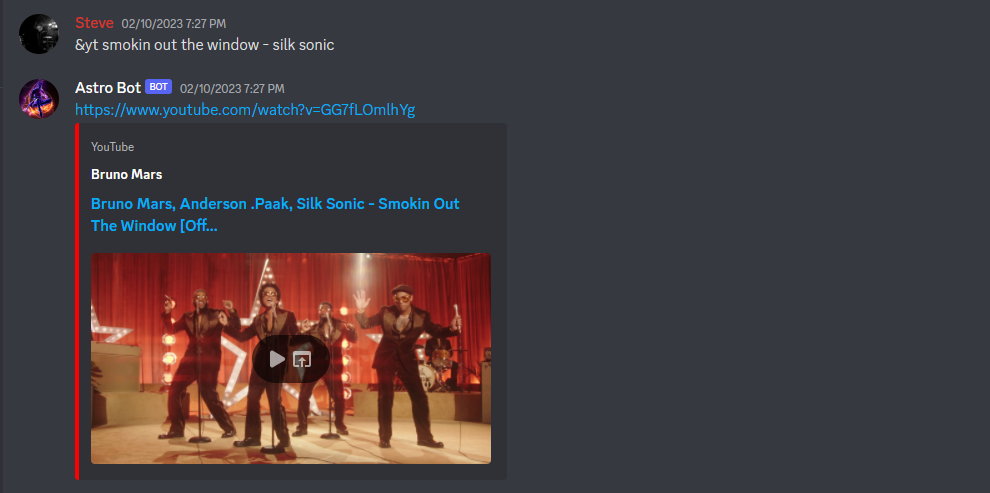 Steve 02/10/2023 7:27 PM
&yt smokin out the window - silk sonic
Astro Bot BOT 02/10/2023 7:27 PM
https://www.youtube.com/watch?v=GG7fLOmlhYg
YouTube
Bruno Mars
Bruno Mars, Anderson .Paak, Silk Sonic - Smokin Out
The Window [Off...